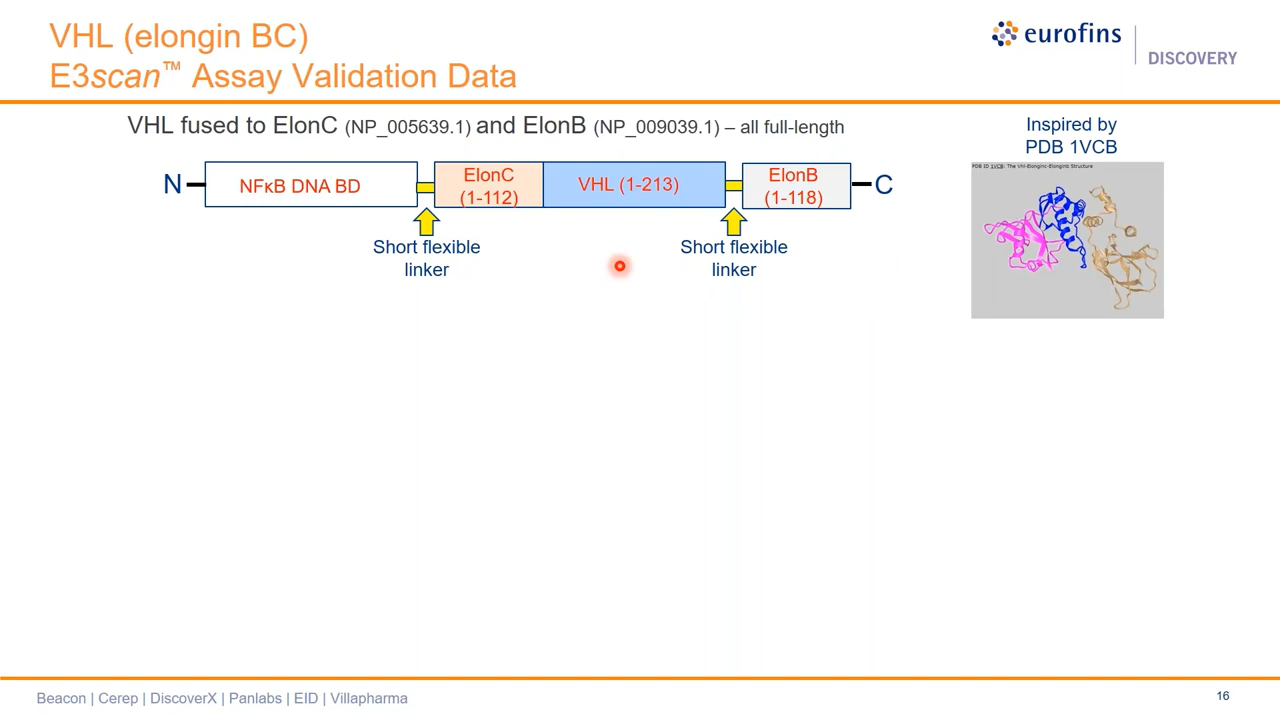 VHL (elongin BC)
E3scan™ Assay Validation Data
eurofins
DISCOVERY
VHL fused to ElonC (NP_005639.1) and ElonB (NP_009039.1) – all full-length
Inspired by
PDB 1VCB
PDB ID 1VCB: The Vhl-Elonginc-Elonginb Structure
N
NFκB DNA BD
ElonC
(1-112)
VHL (1-213)
ElonB
(1-118)
C
Short flexible
linker
Short flexible
linker
Beacon | Cerep | DiscoverX | Panlabs | EID | Villapharma
16